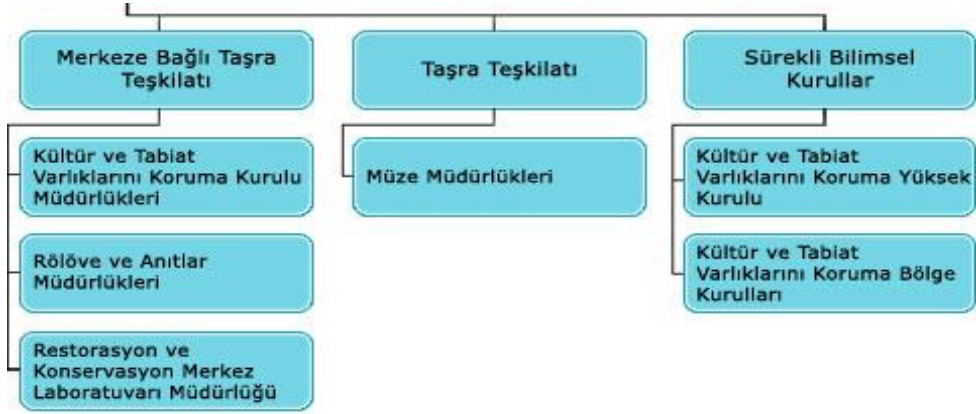 Merkeze Bağlı Taşra
Teşkilatı
Kültür ve Tabiat
Varlıklarını Koruma Kurulu
Müdürlükleri
Rölöve ve Anıtlar
Müdürlükleri
Restorasyon ve
Konservasyon Merkez
Laboratuvarı Müdürlüğü
Taşra Teşkilatı
Müze Müdürlükleri
Sürekli Bilimsel
Kurullar
Kültür ve Tabiat
Varlıklarını Koruma Yüksek
Kurulu
Kültür ve Tabiat
Varlıklarını Koruma Bölge
Kurulları